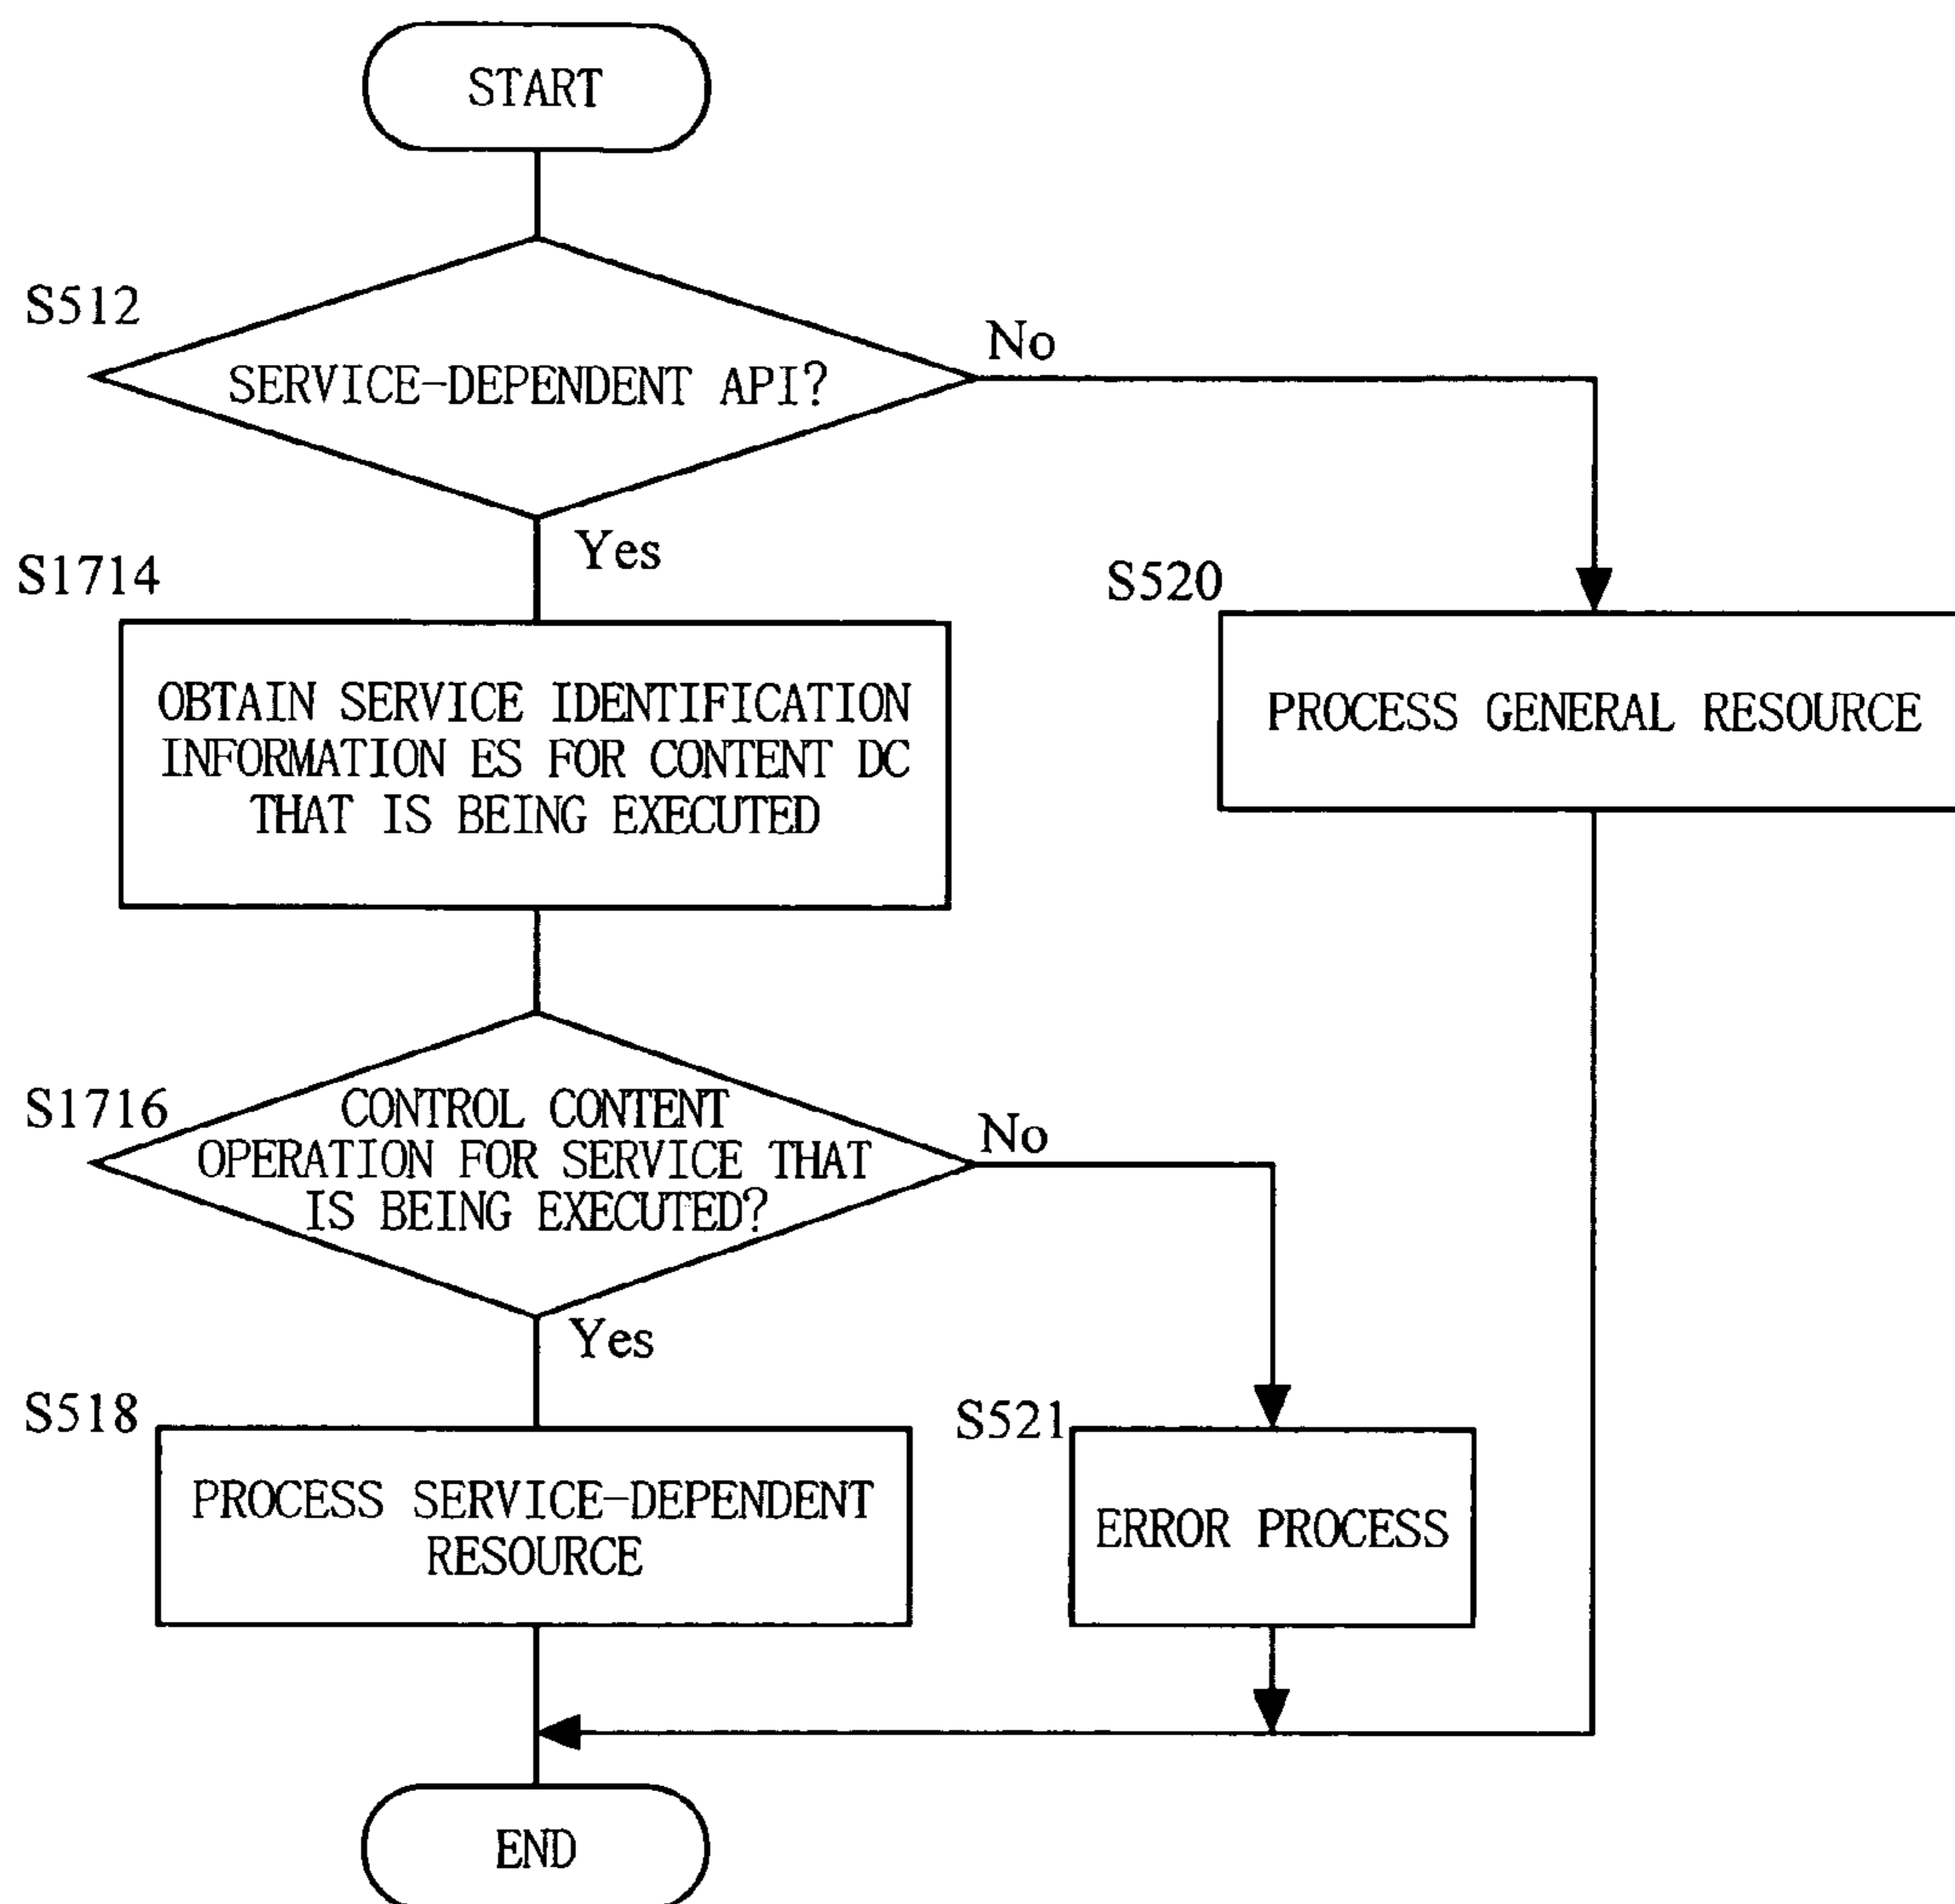 START
S512
SERVICE-DEPENDENT API?
No
Yes
S1714
OBTAIN SERVICE IDENTIFICATION
INFORMATION ES FOR CONTENT DC
THAT IS BEING EXECUTED
S520
PROCESS GENERAL RESOURCE
S1716
CONTROL CONTENT
OPERATION FOR SERVICE THAT
IS BEING EXECUTED?
No
Yes
S518
PROCESS SERVICE-DEPENDENT
RESOURCE
S521
ERROR PROCESS
END